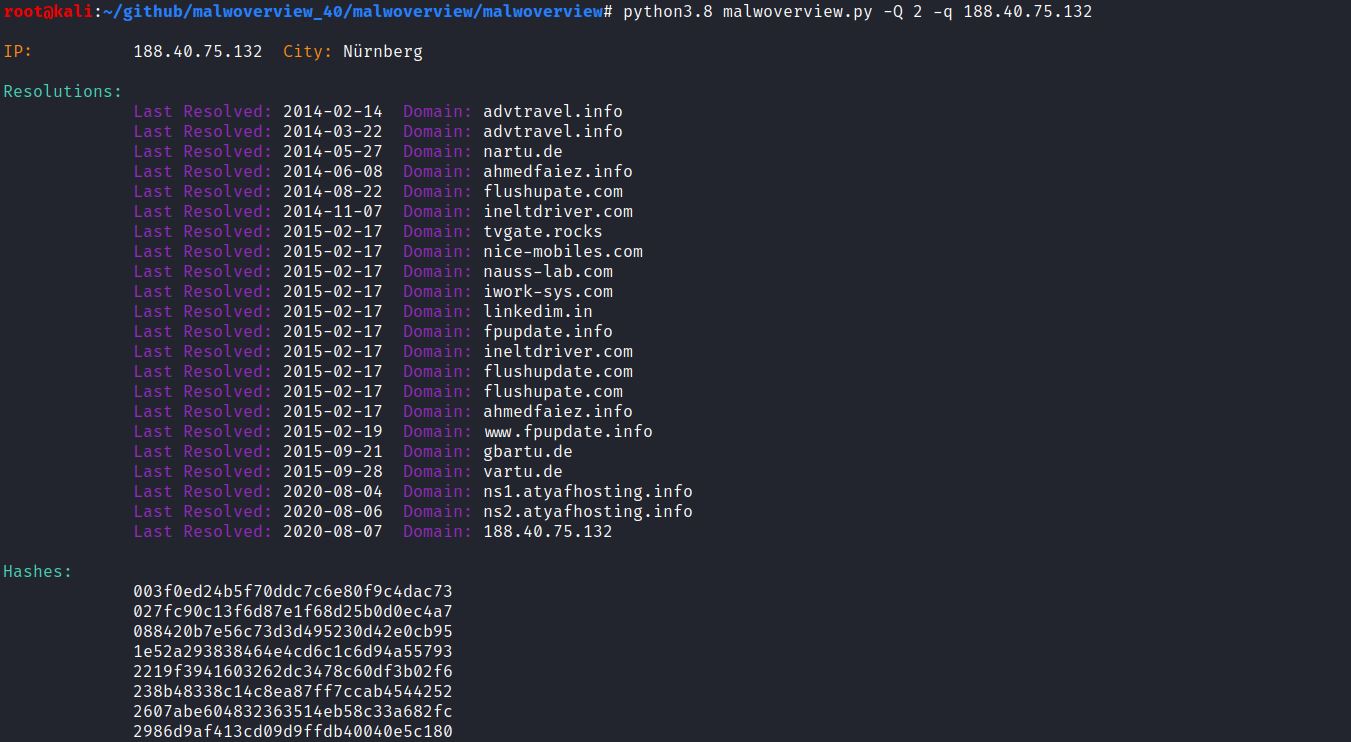 root@kali:~/github/malwoverview_40/malwoverview/malwoverview# python3.8 malwoverview.py -Q 2 -q 188.40.75.132
IP: 188.40.75.132 City: Nürnberg
Resolutions:
Last Resolved: 2014-02-14 Domain: advtravel.info
Last Resolved: 2014-03-22 Domain: advtravel.info
Last Resolved: 2014-05-27 Domain: nartu.de
Last Resolved: 2014-06-08 Domain: ahmedfaiez.info
Last Resolved: 2014-08-22 Domain: flushupate.com
Last Resolved: 2014-11-07 Domain: ineltdriver.com
Last Resolved: 2015-02-17 Domain: tvgate.rocks
Last Resolved: 2015-02-17 Domain: nice-mobiles.com
Last Resolved: 2015-02-17 Domain: nauss-lab.com
Last Resolved: 2015-02-17 Domain: iwork-sys.com
Last Resolved: 2015-02-17 Domain: linkedim.in
Last Resolved: 2015-02-17 Domain: fpupdate.info
Last Resolved: 2015-02-17 Domain: ineltdriver.com
Last Resolved: 2015-02-17 Domain: flushupdate.com
Last Resolved: 2015-02-17 Domain: flushupate.com
Last Resolved: 2015-02-17 Domain: ahmedfaiez.info
Last Resolved: 2015-02-19 Domain: www.fpupdate.info
Last Resolved: 2015-09-21 Domain: gbartu.de
Last Resolved: 2015-09-28 Domain: vartu.de
Last Resolved: 2020-08-04 Domain: ns1.atyafhosting.info
Last Resolved: 2020-08-06 Domain: ns2.atyafhosting.info
Last Resolved: 2020-08-07 Domain: 188.40.75.132
Hashes:
003f0ed24b5f70ddc7c6e80f9c4dac73
027fc90c13f6d87e1f68d25b0d0ec4a7
088420b7e56c73d3d495230d42e0cb95
1e52a293838464e4cd6c1c6d94a55793
2219f3941603262dc3478c60df3b02f6
238b48338c14c8ea87ff7ccab4544252
2607abe604832363514eb58c33a682fc
2986d9af413cd09d9ffdb40040e5c180